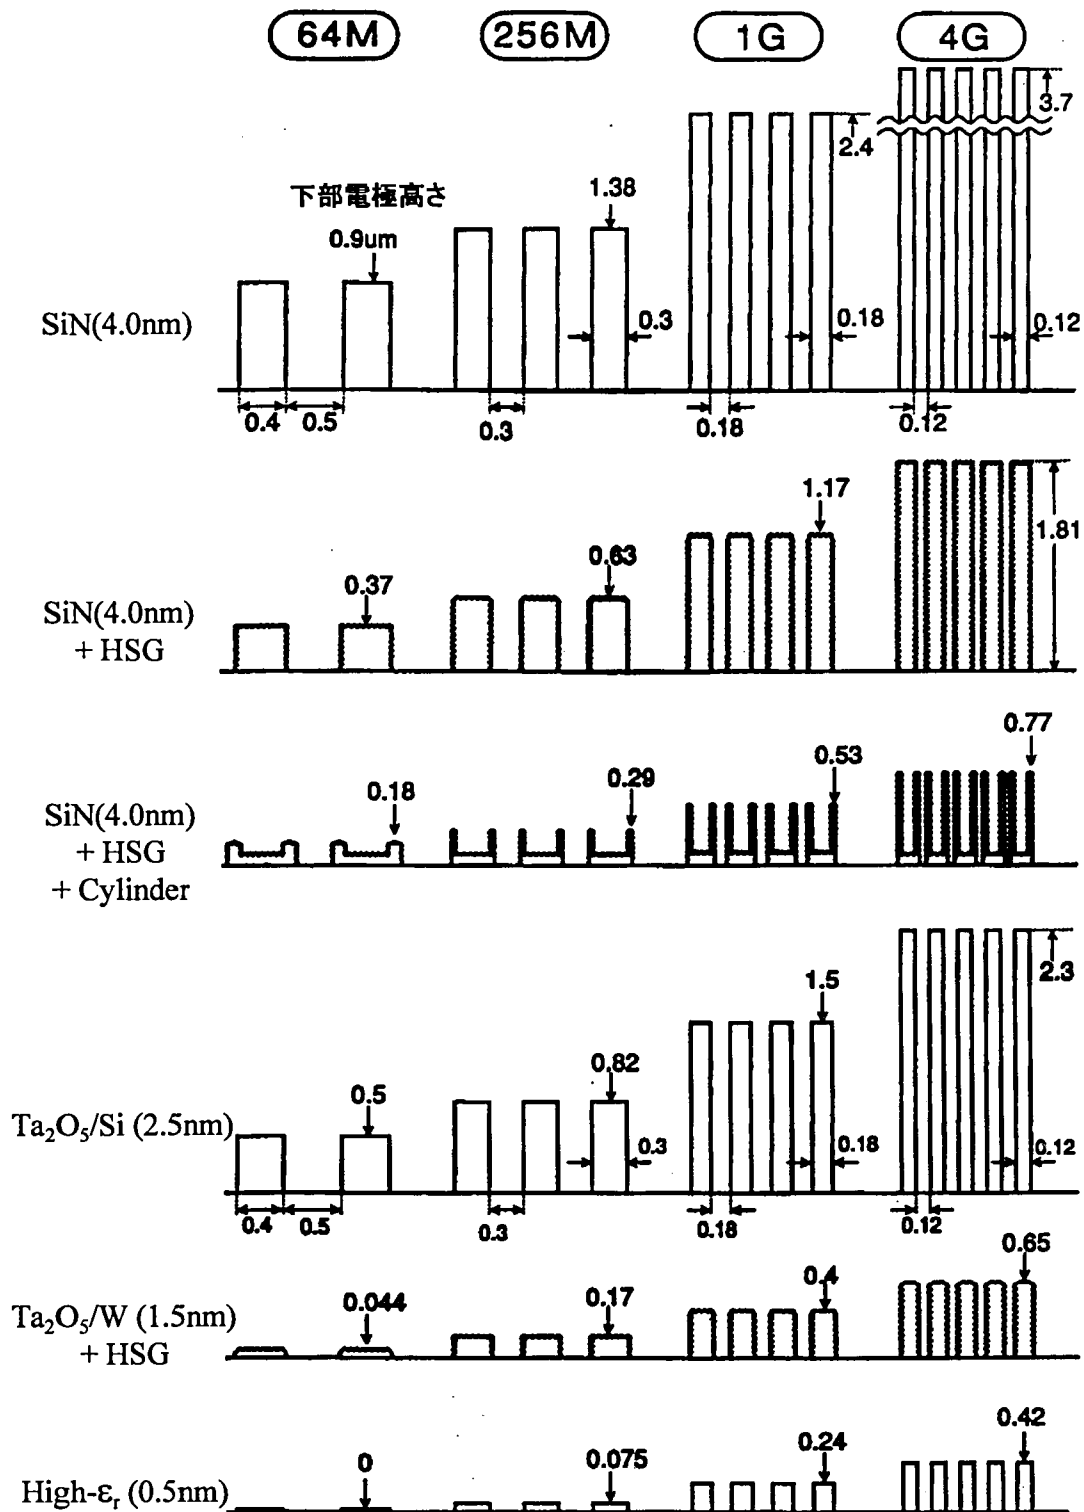 64M 256M 1G 4G
3.7
2.4
下部電極高さ 1.38
0.9um
SiN(4.0nm) 0.3 0.18 0.12
0.4 0.5 0.3 0.18 0.12
1.17
1.81
0.63
0.37
SiN(4.0nm)
+ HSG
0.77
0.53
0.29
0.18
SiN(4.0nm)
+ HSG
+ Cylinder
2.3
1.5
0.82
0.5
Ta₂O₅/Si (2.5nm) 0.3 0.18 0.12
0.4 0.5 0.3 0.18 0.12
0.65
0.4
0.17
0.044
Ta₂O₅/W (1.5nm)
+ HSG
0.42
0.24
0.075
0
High-εᵣ (0.5nm)